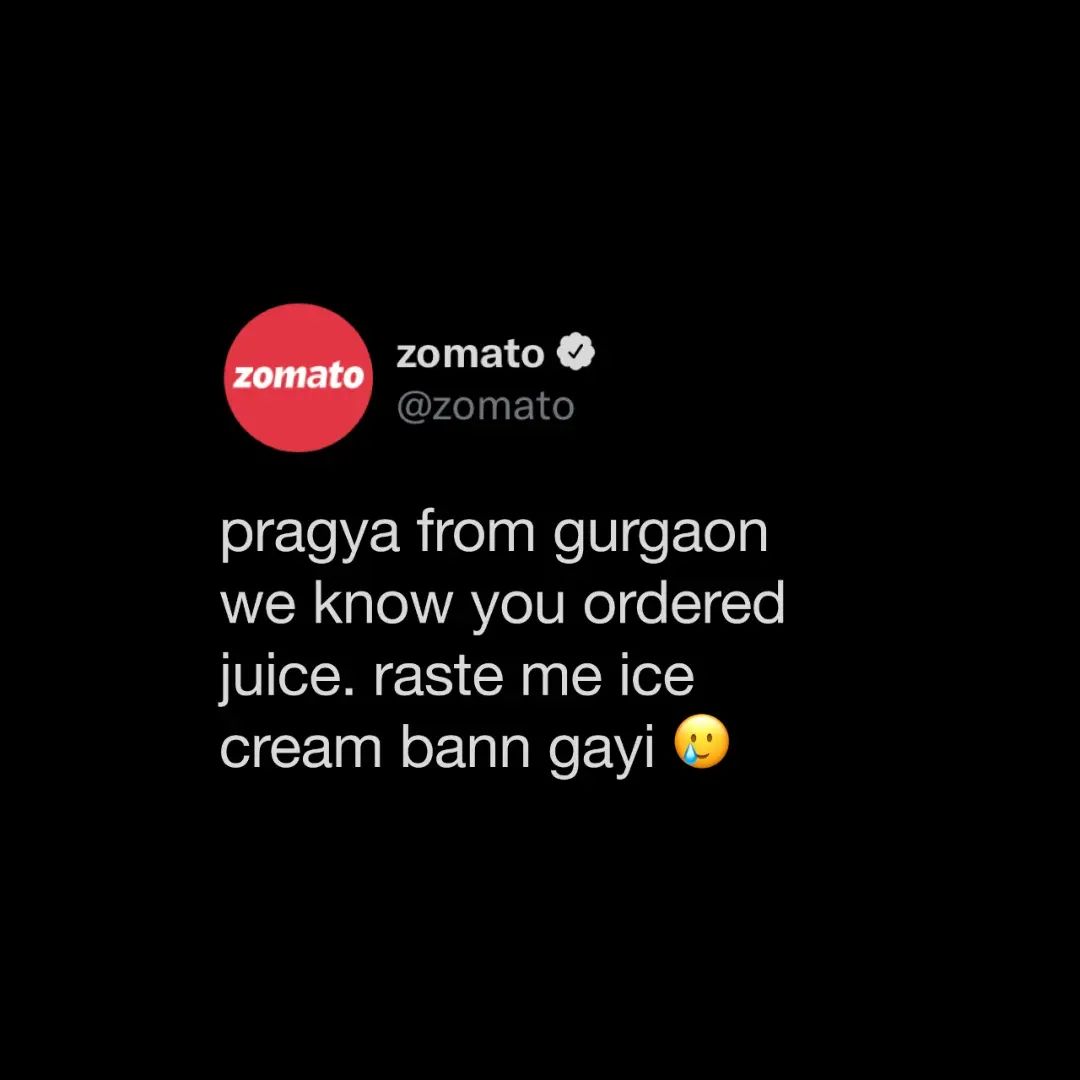 zomato
zomato
@zomato
pragya from gurgaon
we know you ordered
juice. raste me ice
cream bann gayi 🥲